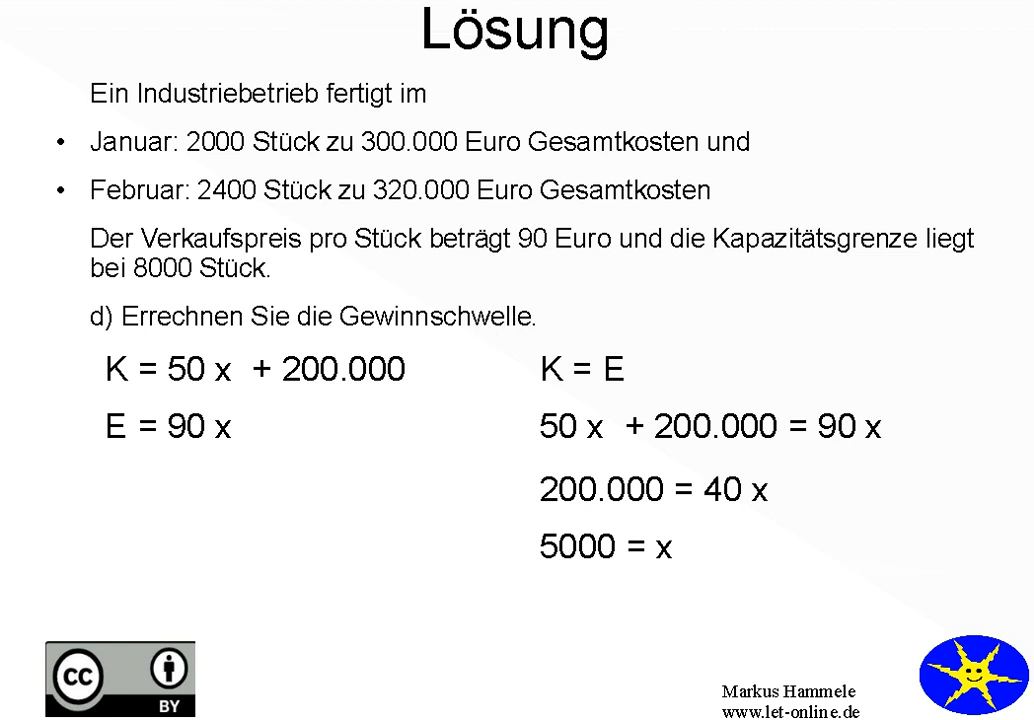 Lösung
Ein Industriebetrieb fertigt im
• Januar: 2000 Stück zu 300.000 Euro Gesamtkosten und
• Februar: 2400 Stück zu 320.000 Euro Gesamtkosten
Der Verkaufspreis pro Stück beträgt 90 Euro und die Kapazitätsgrenze liegt
bei 8000 Stück.
d) Errechnen Sie die Gewinnschwelle.
K = 50 x + 200.000
E = 90 x
K = E
50 x + 200.000 = 90 x
200.000 = 40 x
5000 = x
cc
BY
Markus Hammele
www.let-online.de